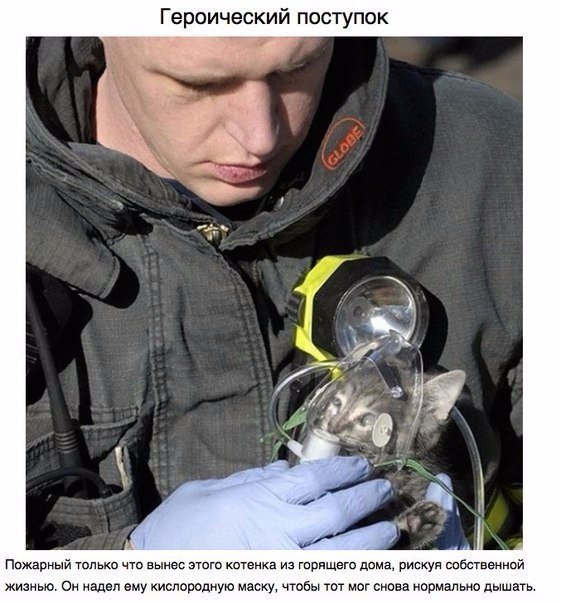 Героический поступок
GLOBE
Пожарный только что вынес этого котенка из горящего дома, рискуя собственной
жизнью. Он надел ему кислородную маску, чтобы тот мог снова нормально дышать.